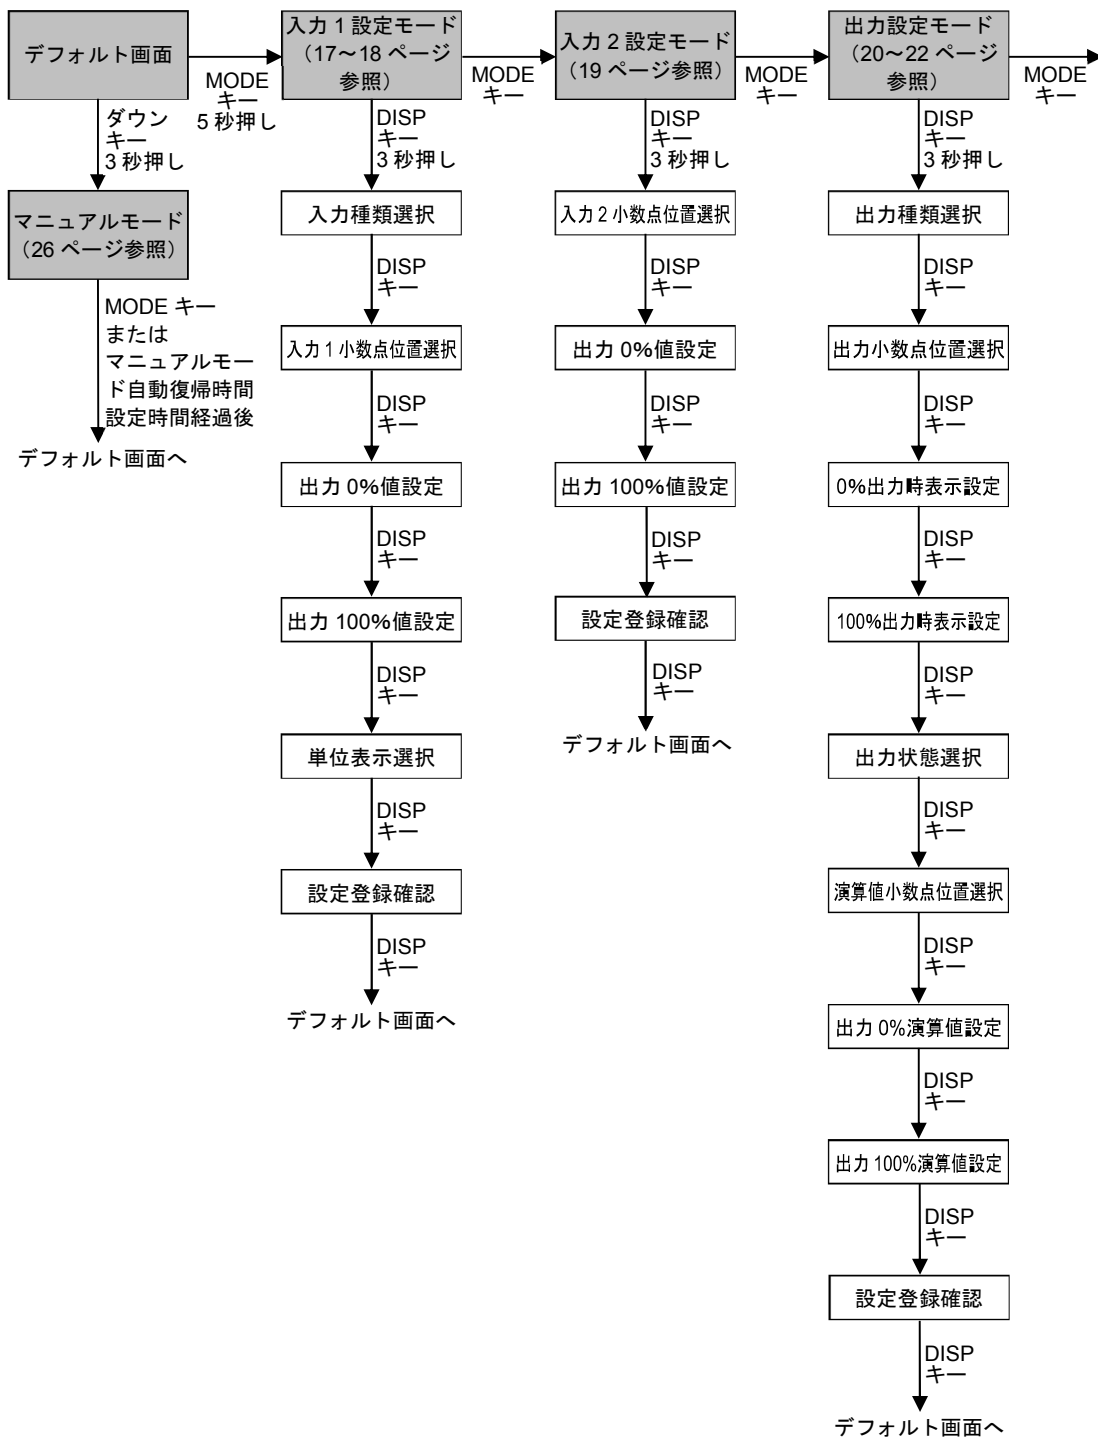 デフォルト画面
MODE
キー
5 秒押し
ダウン
キー
3 秒押し
マニュアルモード
（26 ページ参照）
MODE キー
または
マニュアルモー
ド自動復帰時間
設定時間経過後
デフォルト画面へ
入力 1 設定モード
（17～18 ページ
参照）
MODE
キー
DISP
キー
3 秒押し
入力種類選択
DISP
キー
入力 1 小数点位置選択
DISP
キー
出力 0%値設定
DISP
キー
出力 100%値設定
DISP
キー
単位表示選択
DISP
キー
設定登録確認
DISP
キー
デフォルト画面へ
入力 2 設定モード
（19 ページ参照）
MODE
キー
DISP
キー
3 秒押し
入力 2 小数点位置選択
DISP
キー
出力 0%値設定
DISP
キー
出力 100%値設定
DISP
キー
設定登録確認
DISP
キー
デフォルト画面へ
出力設定モード
（20～22 ページ
参照）
MODE
キー
DISP
キー
3 秒押し
出力種類選択
DISP
キー
出力小数点位置選択
DISP
キー
0%出力時表示設定
DISP
キー
100%出力時表示設定
DISP
キー
出力状態選択
DISP
キー
演算値小数点位置選択
DISP
キー
出力 0%演算値設定
DISP
キー
出力 100%演算値設定
DISP
キー
設定登録確認
DISP
キー
デフォルト画面へ